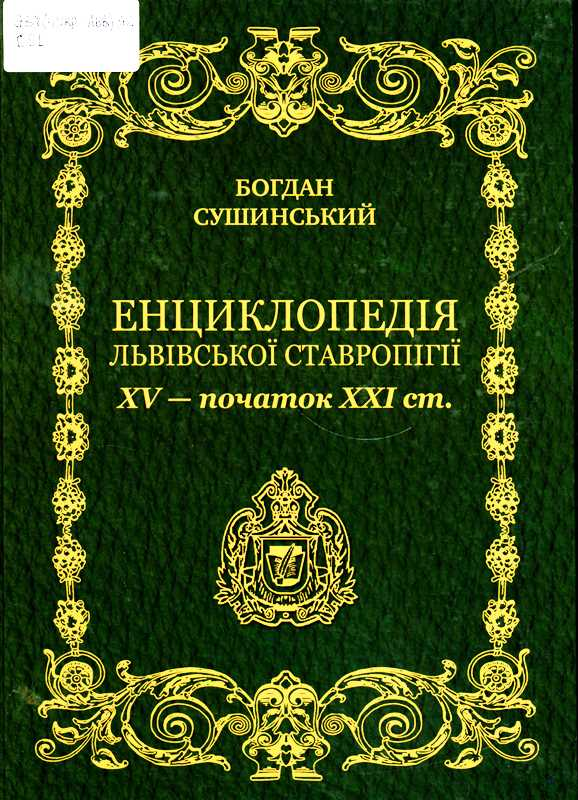 БОГДАН
СУШИНСЬКИЙ
ЕНЦИКЛОПЕДІЯ
ЛЬВІВСЬКОЇ СТАВРОПІГІЇ
XV — початок XXI ст.